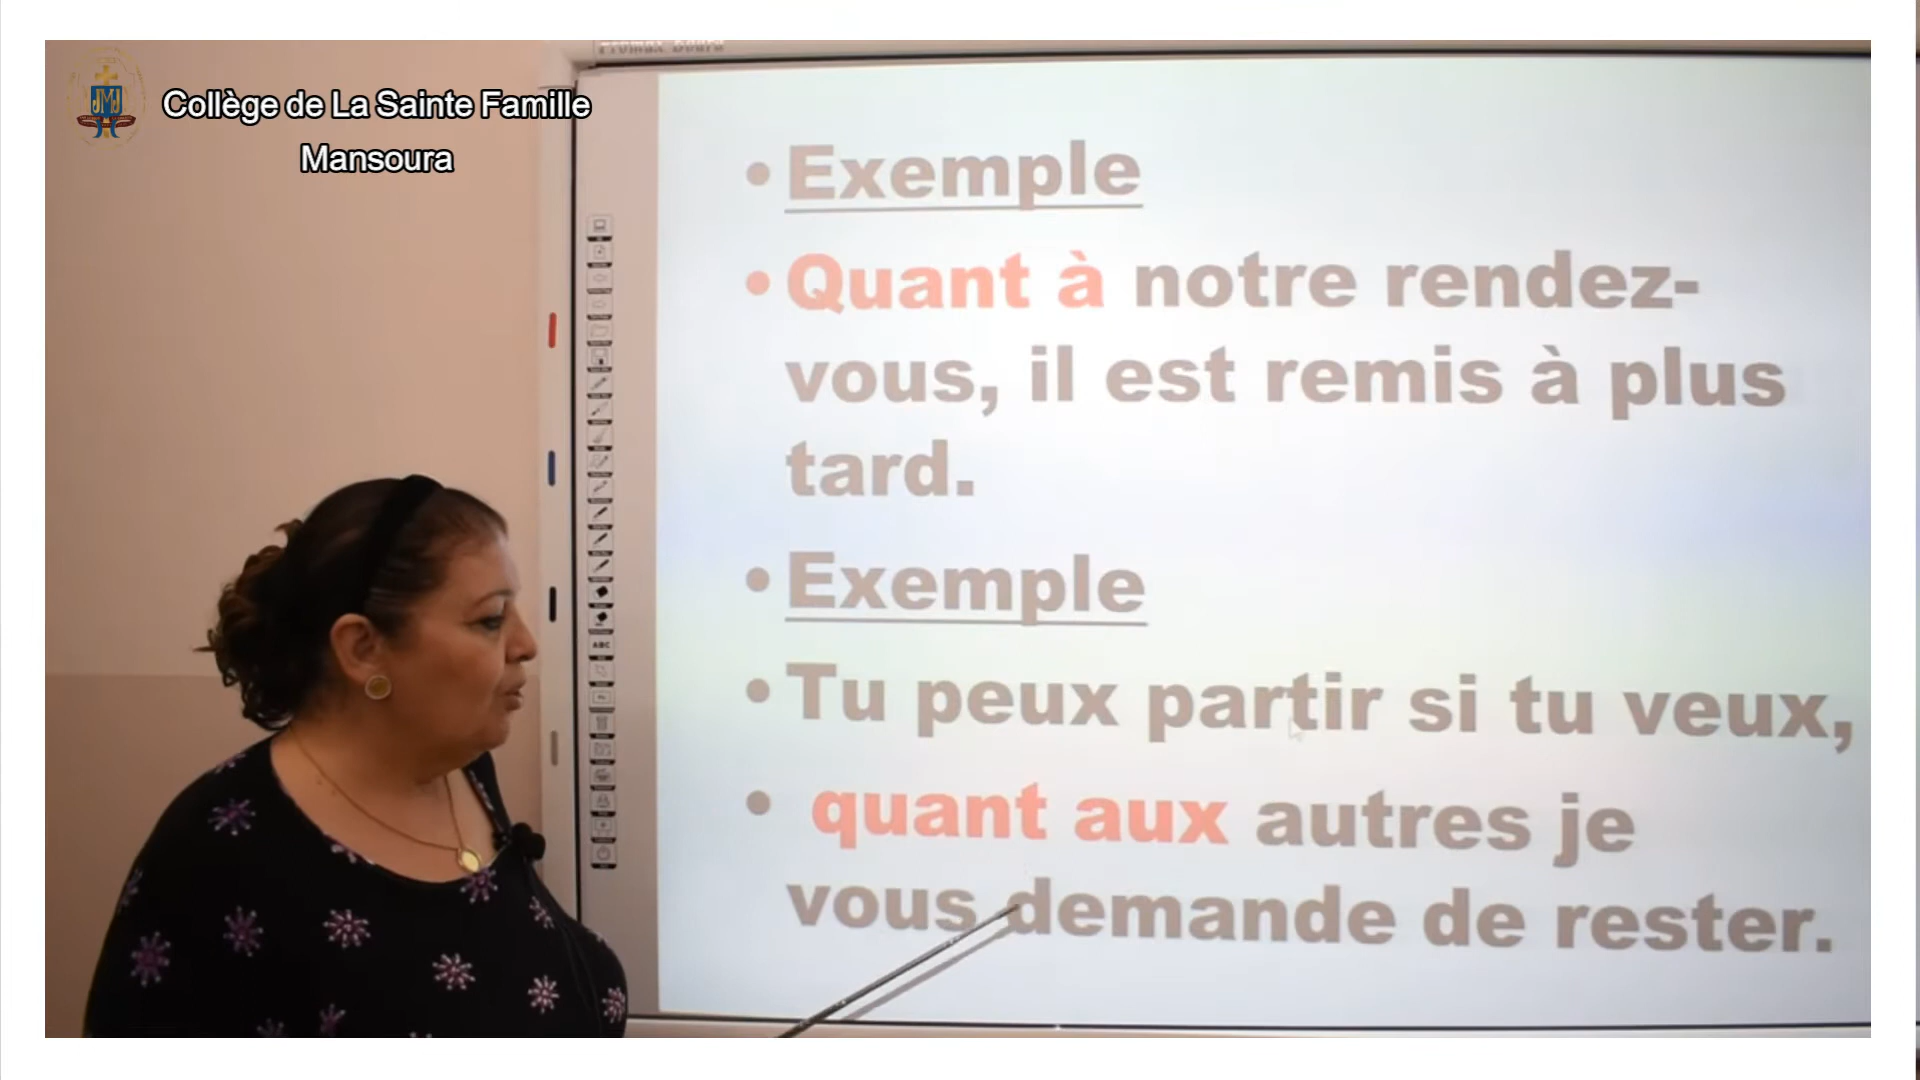 Collège de La Sainte Famille
Mansoura
• Exemple
• Quant à notre rendez-
vous, il est remis à plus
tard.
• Exemple
• Tu peux partir si tu veux,
• quant aux autres je
vous demande de rester.
ABC